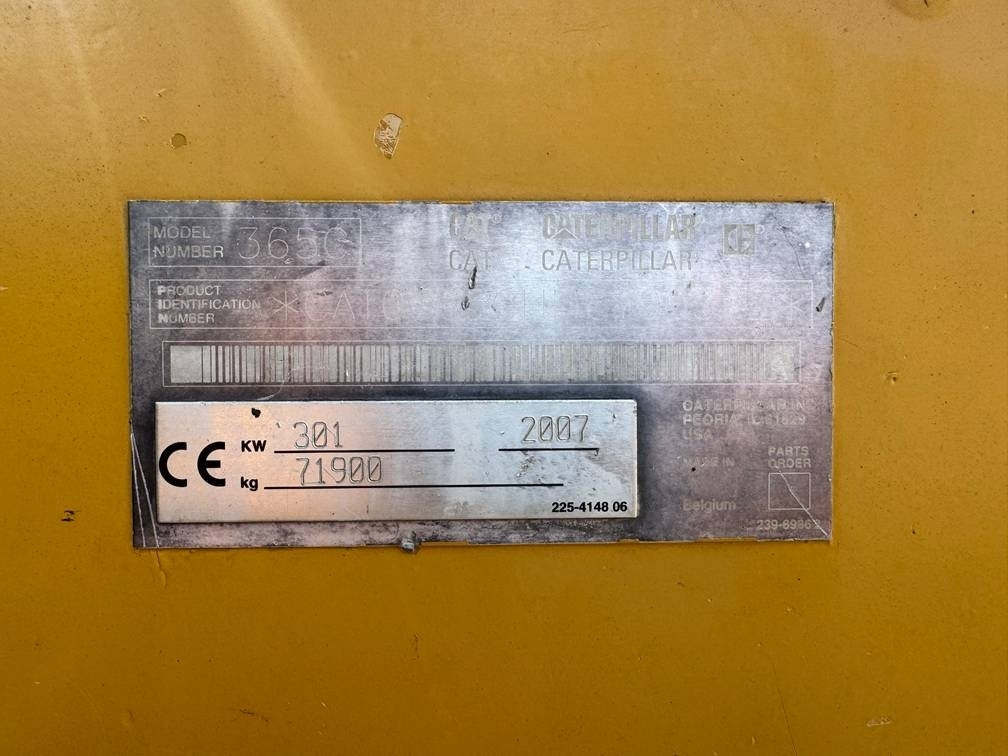 MODEL NUMBER 365C
CAT CATERPILLAR
CAT CATERPILLAR
PRODUCT
IDENTIFICATION
NUMBER
CE KW 301 2007
kg 71900
225-4148 06
PEORIA
USA
MADE IN
Belgium
PARTS
ORDER